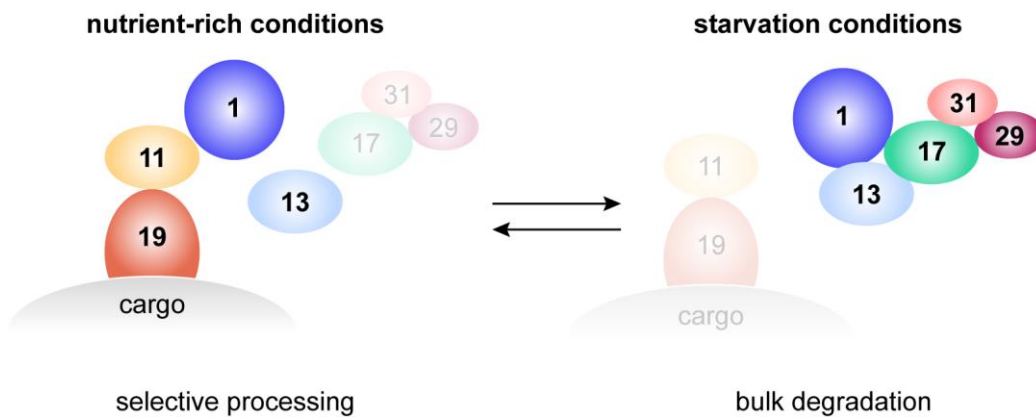 nutrient-rich conditions
starvation conditions
1
31
29
17
11
13
19
cargo
1
31
29
17
11
13
19
cargo
selective processing
bulk degradation